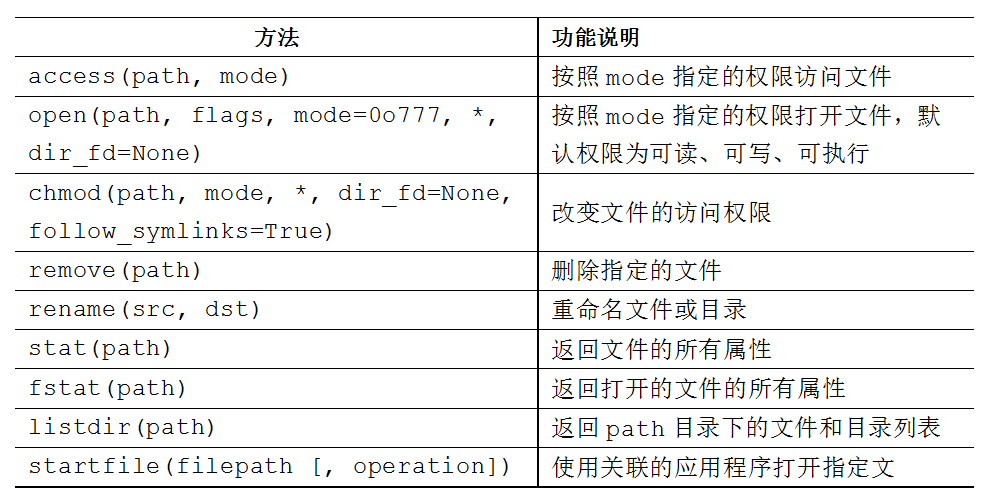 方法 功能说明
access(path, mode) 按照 mode 指定的权限访问文件
open(path, flags, mode=0o777, *, 按照 mode 指定的权限打开文件，默
dir_fd=None) 认权限为可读、可写、可执行
chmod(path, mode, *, dir_fd=None,
follow_symlinks=True)
改变文件的访问权限
remove(path) 删除指定的文件
rename(src, dst) 重命名文件或目录
stat(path) 返回文件的所有属性
fstat(path) 返回打开的文件的所有属性
listdir(path) 返回 path 目录下的文件和目录列表
startfile(filepath [, operation]) 使用关联的应用程序打开指定文